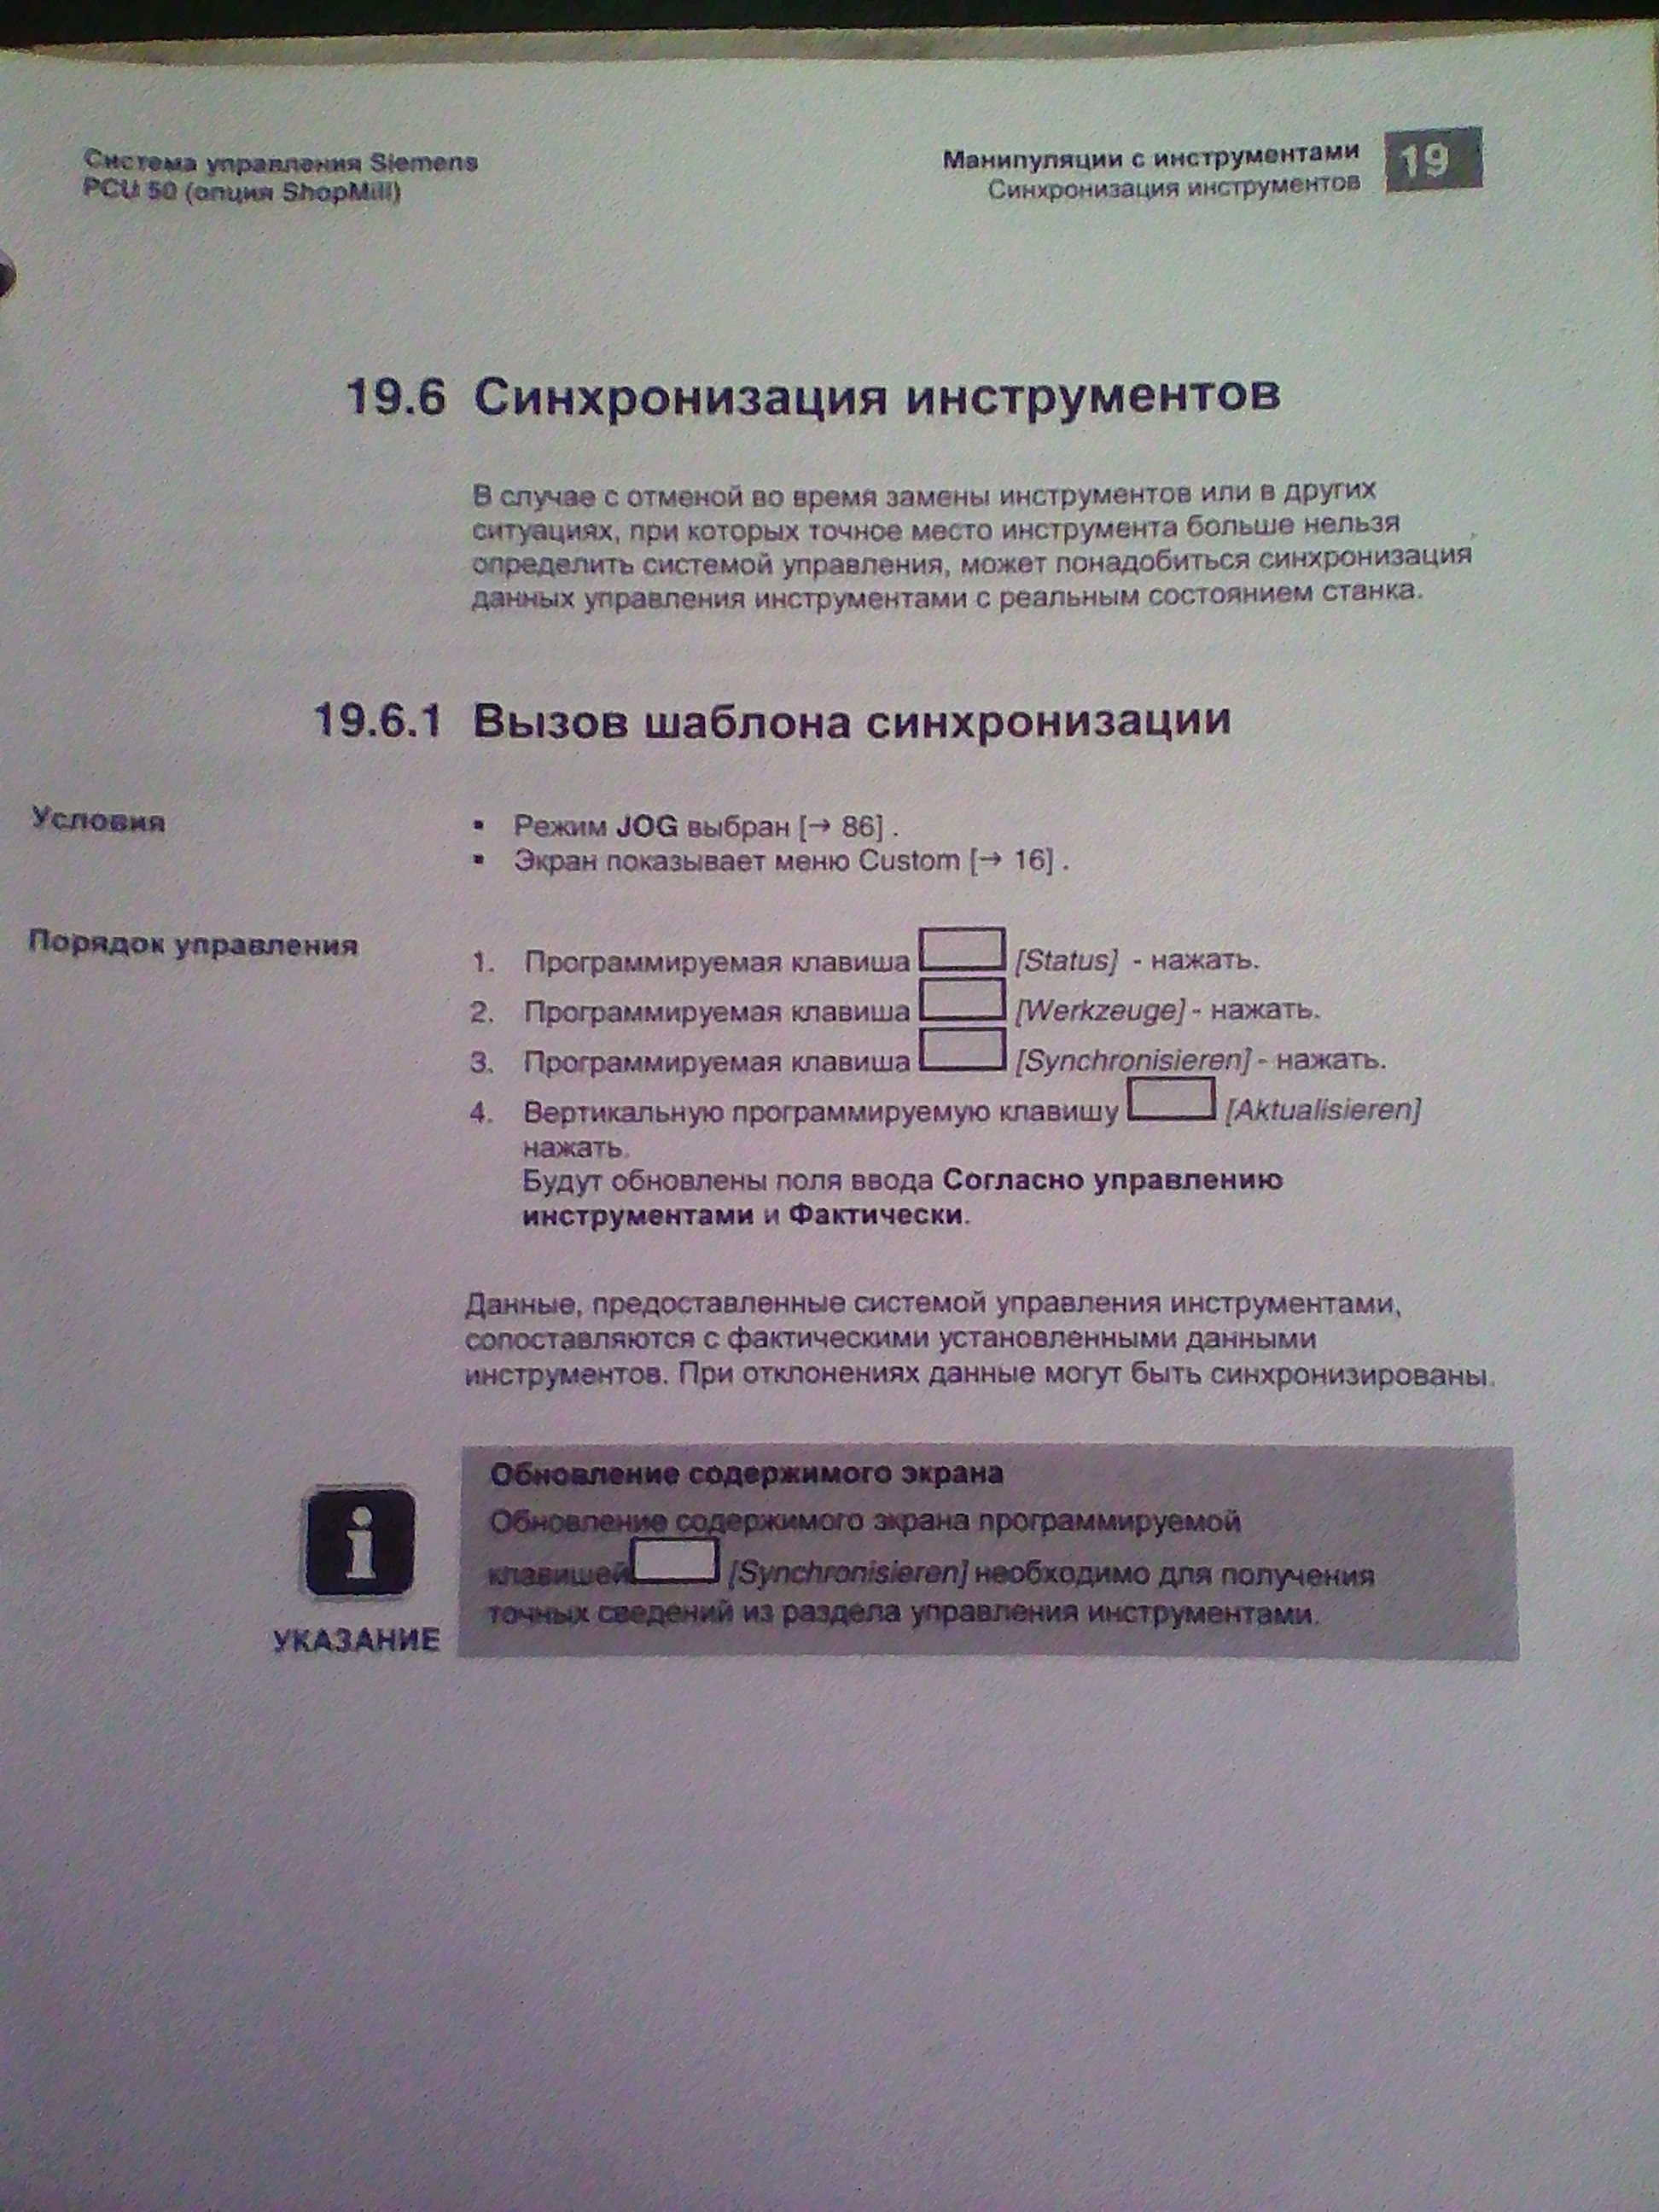 Система управления Siemens
PCU 50 (опция ShopMill)
Манипуляции с инструментами
Синхронизация инструментов
19
19.6 Синхронизация инструментов
В случае с отменой во время замены инструментов или в других
ситуациях, при которых точное место инструмента больше нельзя
определить системой управления, может понадобиться синхронизация
данных управления инструментами с реальным состоянием станка.
19.6.1 Вызов шаблона синхронизации
Условия
▪ Режим JOG выбран [→ 86] .
▪ Экран показывает меню Custom [→ 16] .
Порядок управления
1. Программируемая клавиша [Status] - нажать.
2. Программируемая клавиша [Werkzeuge] - нажать.
3. Программируемая клавиша [Synchronisieren] - нажать.
4. Вертикальную программируемую клавишу [Aktualisieren]
нажать.
Будут обновлены поля ввода Согласно управлению
инструментами и Фактически.
Данные, предоставленные системой управления инструментами,
сопоставляются с фактическими установленными данными
инструментов. При отклонениях данные могут быть синхронизированы.
i
УКАЗАНИЕ
Обновление содержимого экрана
Обновление содержимого экрана программируемой
клавишей [Synchronisieren] необходимо для получения
точных сведений из раздела управления инструментами.